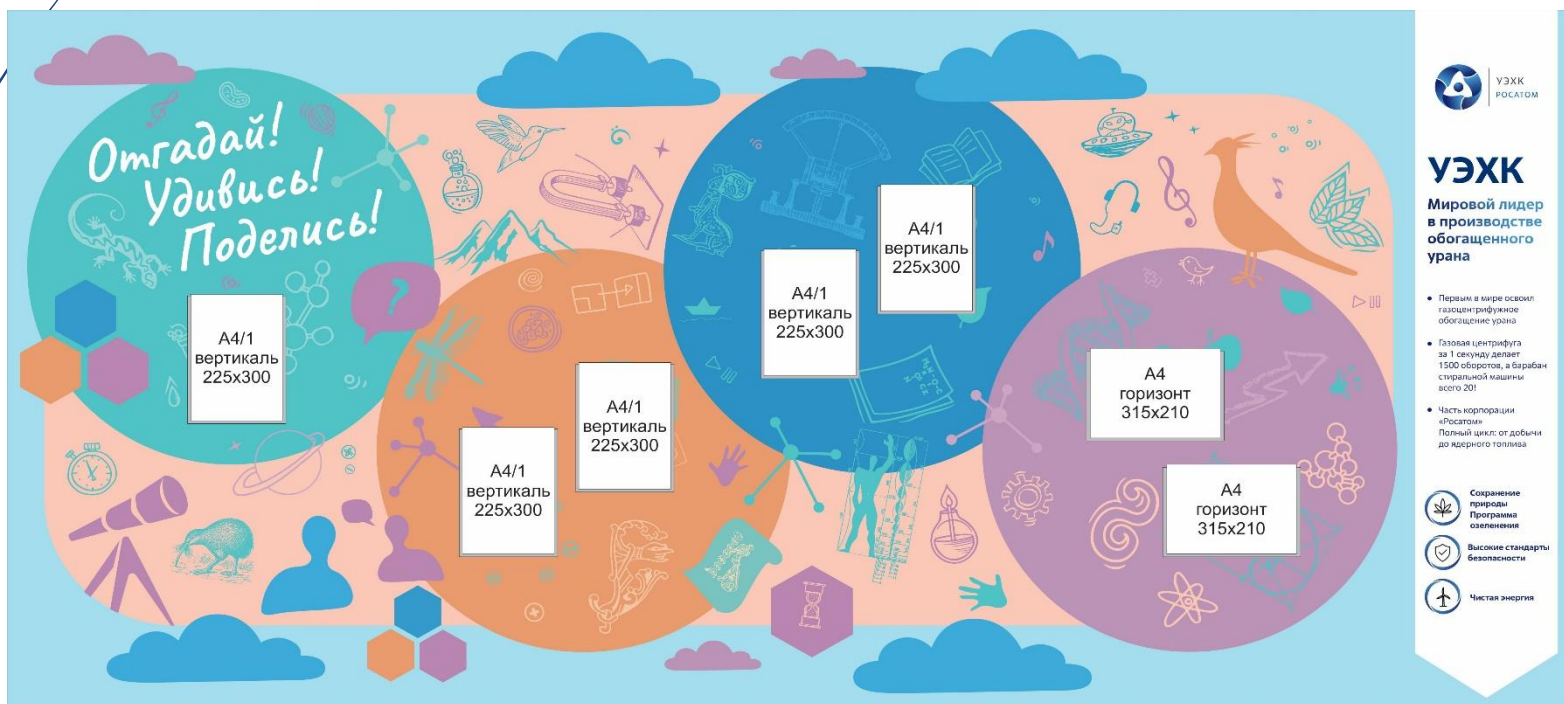 Отгадай!
Удивись!
Поделись!
?
А4/1
вертикаль
225х300
А4/1
вертикаль
225х300
А4/1
вертикаль
225х300
А4/1
вертикаль
225х300
А4/1
вертикаль
225х300
А4
горизонт
315х210
А4
горизонт
315х210
УЭХК
РОСАТОМ
УЭХК
Мировой лидер
в производстве
обогащенного
урана
• Первым в мире освоил
газоцентрифужное
обогащение урана
• Газовая центрифуга
за 1 секунду делает
1500 оборотов, а барабан
стиральной машины
всего 20!
• Часть корпорации
«Росатом»
Полный цикл: от добычи
до ядерного топлива
Сохранение
природы
Программа
озеленения
Высокие стандарты
безопасности
Чистая энергия